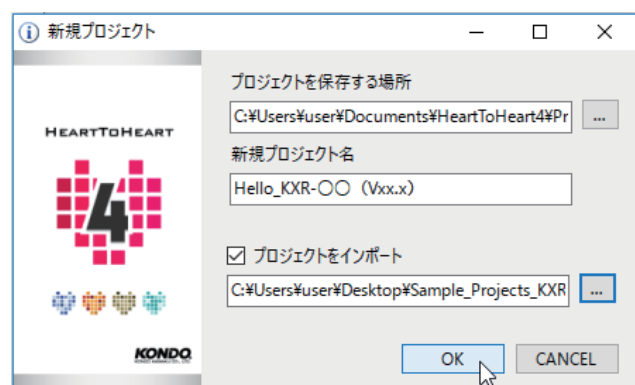 新規プロジェクト
プロジェクトを保存する場所
C:¥Users¥user¥Documents¥HeartToHeart4¥Pr
...
新規プロジェクト名
Hello_KXR-〇〇（Vxx.x）
プロジェクトをインポート
C:¥Users¥user¥Desktop¥Sample_Projects_KXR
...
HEARTTOHEART
4
KONDO
OK
CANCEL